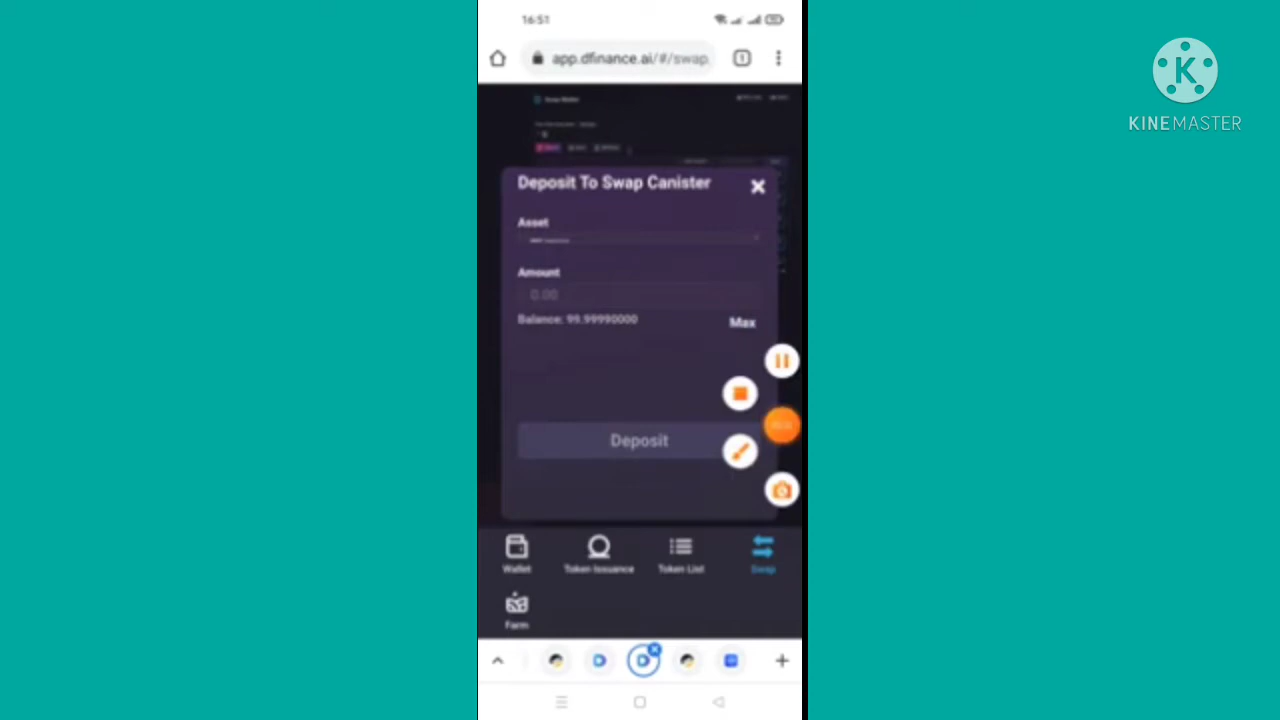 16:51
app.dfinance.ai/#/swap
KINEMASTER
Deposit To Swap Canister
Asset
Amount
0.00
Balance: 99.99990000
Max
Deposit
Wallet
Token Issuance
Token List
Swap
Farm